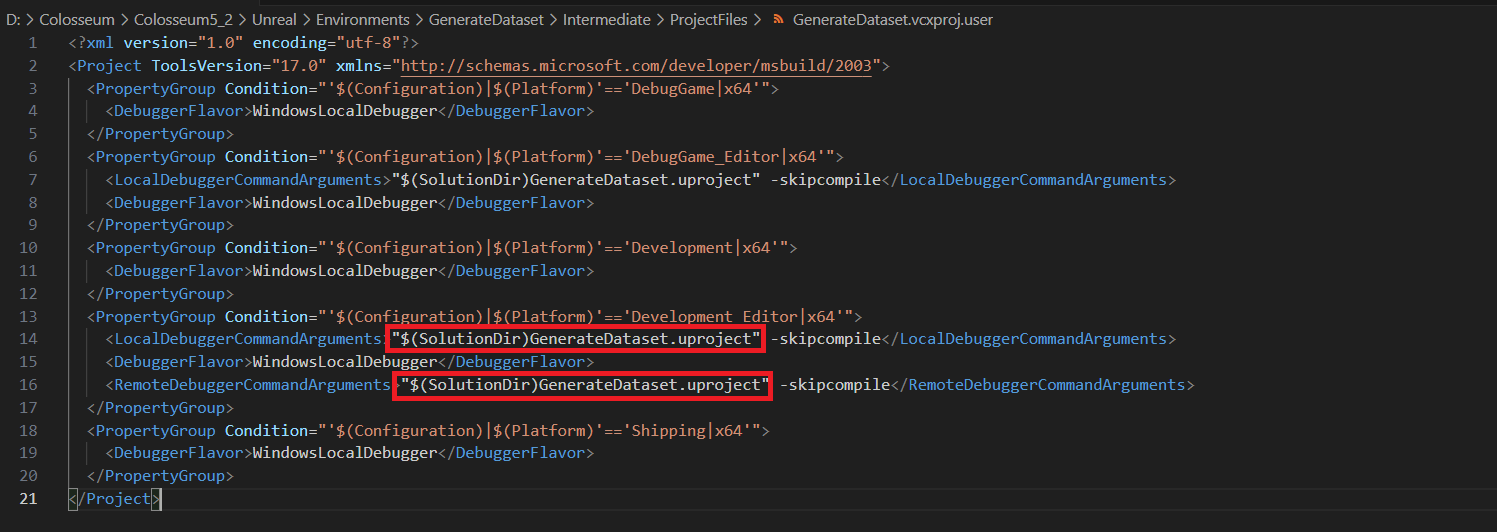 D: > Colosseum > Colosseum5_2 > Unreal > Environments > GenerateDataset > Intermediate > ProjectFiles > GenerateDataset.vcxproj.user
1 <?xml version="1.0" encoding="utf-8"?>
2 <Project ToolsVersion="17.0" xmlns="http://schemas.microsoft.com/developer/msbuild/2003">
3 <PropertyGroup Condition="'$(Configuration)|$(Platform)'=='DebugGame|x64'">
4 <DebuggerFlavor>WindowsLocalDebugger</DebuggerFlavor>
5 </PropertyGroup>
6 <PropertyGroup Condition="'$(Configuration)|$(Platform)'=='DebugGame_Editor|x64'">
7 <LocalDebuggerCommandArguments>"$(SolutionDir)GenerateDataset.uproject" -skipcompile</LocalDebuggerCommandArguments>
8 <DebuggerFlavor>WindowsLocalDebugger</DebuggerFlavor>
9 </PropertyGroup>
10 <PropertyGroup Condition="'$(Configuration)|$(Platform)'=='Development|x64'">
11 <DebuggerFlavor>WindowsLocalDebugger</DebuggerFlavor>
12 </PropertyGroup>
13 <PropertyGroup Condition="'$(Configuration)|$(Platform)'=='Development_Editor|x64'">
14 <LocalDebuggerCommandArguments>"$(SolutionDir)GenerateDataset.uproject" -skipcompile</LocalDebuggerCommandArguments>
15 <DebuggerFlavor>WindowsLocalDebugger</DebuggerFlavor>
16 <RemoteDebuggerCommandArguments>"$(SolutionDir)GenerateDataset.uproject" -skipcompile</RemoteDebuggerCommandArguments>
17 </PropertyGroup>
18 <PropertyGroup Condition="'$(Configuration)|$(Platform)'=='Shipping|x64'">
19 <DebuggerFlavor>WindowsLocalDebugger</DebuggerFlavor>
20 </PropertyGroup>
21 </Project>